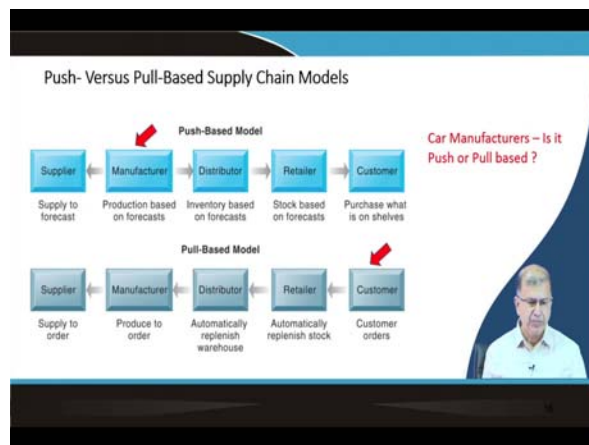 Push- Versus Pull-Based Supply Chain Models
Push-Based Model
Supplier
Manufacturer
Distributor
Retailer
Customer
Supply to
forecast
Production based
on forecasts
Inventory based
on forecasts
Stock based
on forecasts
Purchase what
is on shelves
Pull-Based Model
Supplier
Manufacturer
Distributor
Retailer
Customer
Supply to
order
Produce to
order
Automatically
replenish
warehouse
Automatically
replenish stock
Customer
orders
Car Manufacturers – Is it
Push or Pull based ?